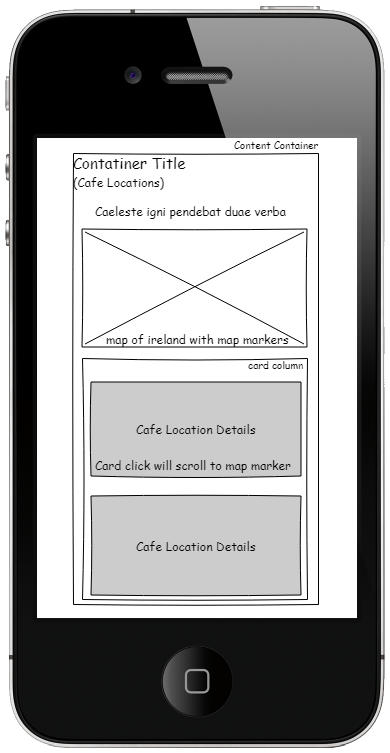 Content Container
Contatiner Title
(Cafe Locations)
Caeleste igni pendebat duae verba
map of ireland with map markers
card column
Cafe Location Details
Card click will scroll to map marker
Cafe Location Details